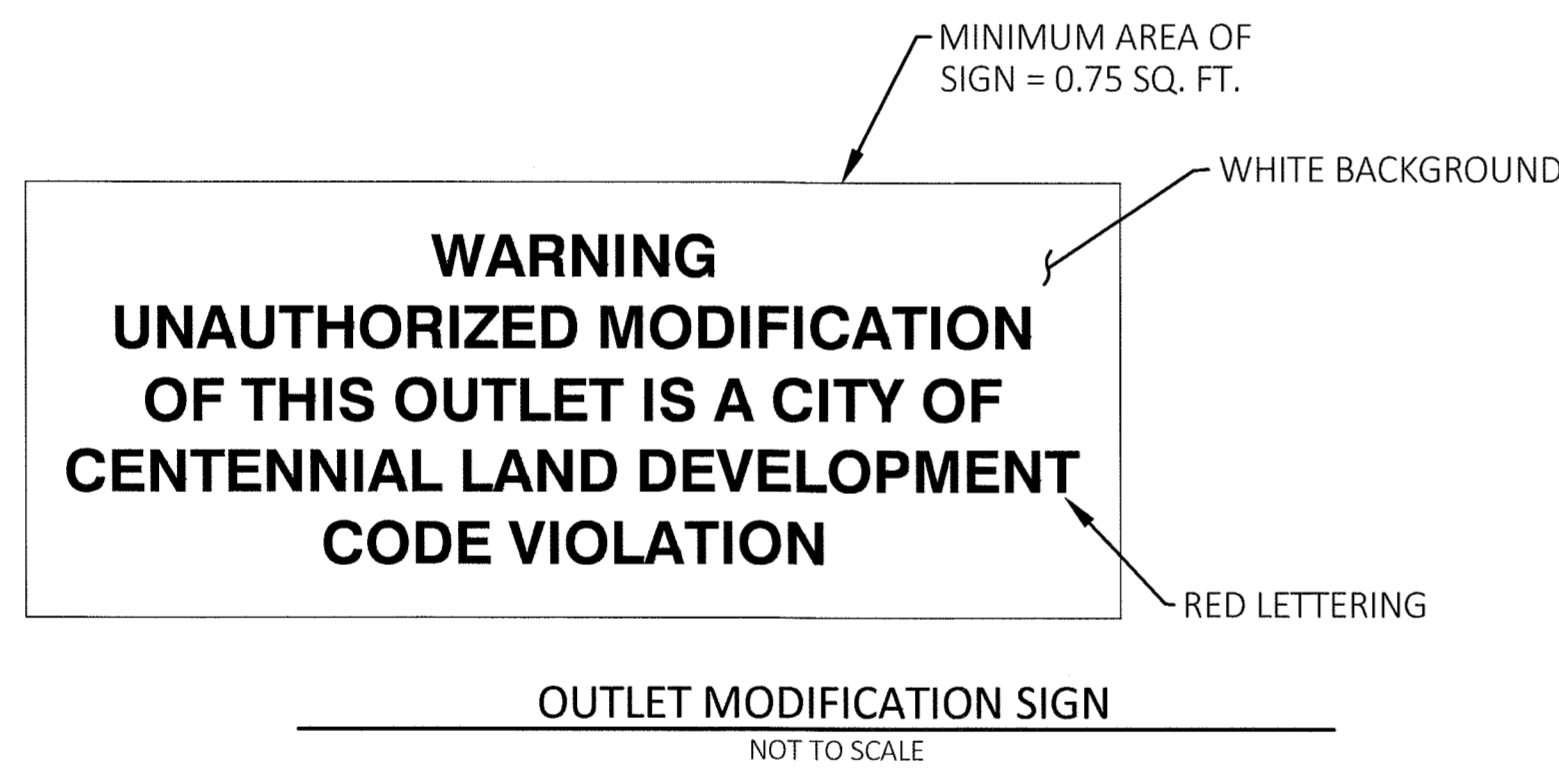 MINIMUM AREA OF
SIGN = 0.75 SQ. FT.
WHITE BACKGROUND
WARNING
UNAUTHORIZED MODIFICATION
OF THIS OUTLET IS A CITY OF
CENTENNIAL LAND DEVELOPMENT
CODE VIOLATION
RED LETTERING
OUTLET MODIFICATION SIGN
NOT TO SCALE